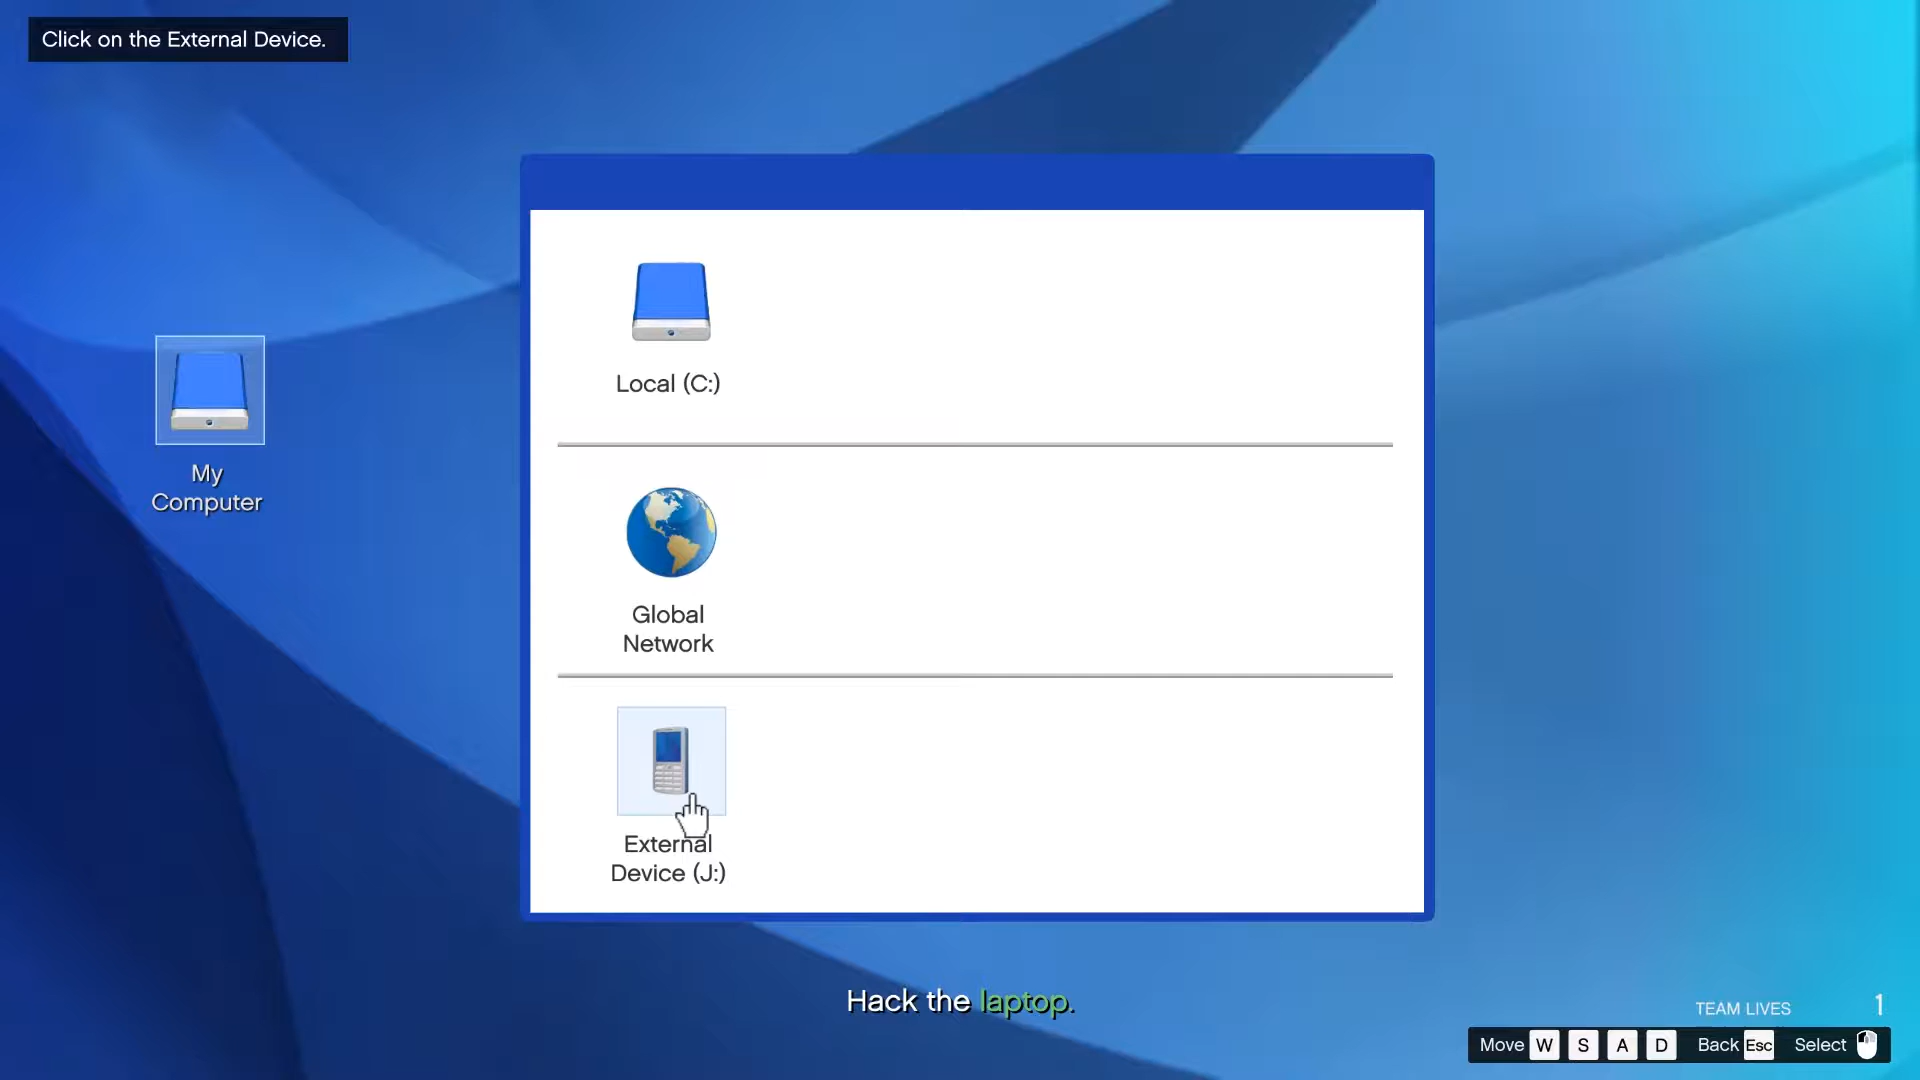 Click on the External Device.
Local (C:)
My
Computer
Global
Network
External
Device (J:)
Hack the laptop.
TEAM LIVES 1
Move W S A D Back Esc Select